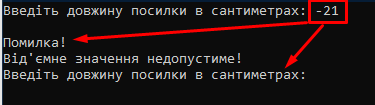 Введіть довжину посилки в сантиметрах: -21
Помилка!
Від'ємне значення недопустиме!
Введіть довжину посилки в сантиметрах: